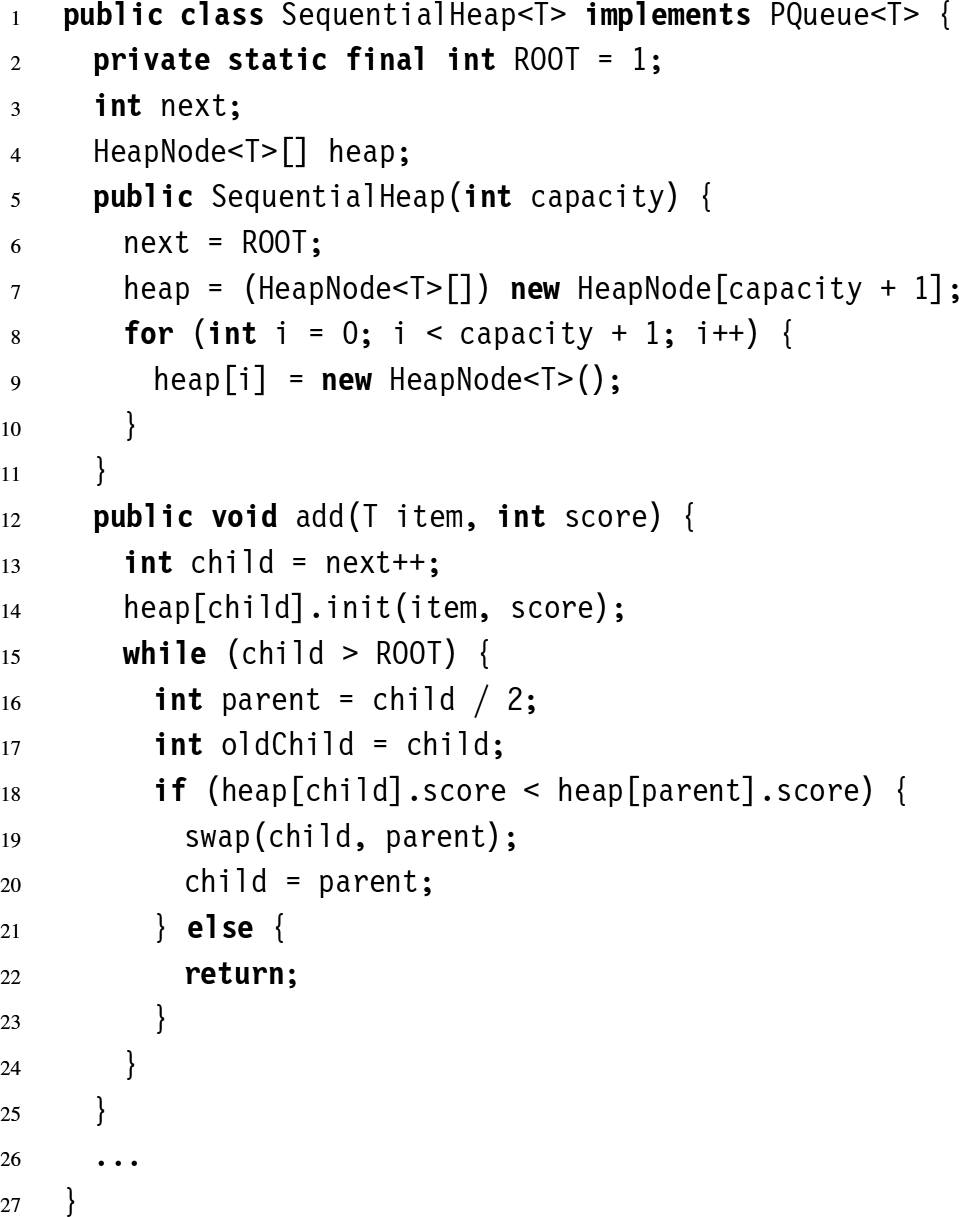 1 public class SequentialHeap<T> implements PQueue<T> {
2 private static final int ROOT = 1;
3 int next;
4 HeapNode<T>[] heap;
5 public SequentialHeap(int capacity) {
6 next = ROOT;
7 heap = (HeapNode<T>[]) new HeapNode[capacity + 1];
8 for (int i = 0; i < capacity + 1; i++) {
9 heap[i] = new HeapNode<T>();
10 }
11 }
12 public void add(T item, int score) {
13 int child = next++;
14 heap[child].init(item, score);
15 while (child > ROOT) {
16 int parent = child / 2;
17 int oldChild = child;
18 if (heap[child].score < heap[parent].score) {
19 swap(child, parent);
20 child = parent;
21 } else {
22 return;
23 }
24 }
25 }
26 ...
27 }